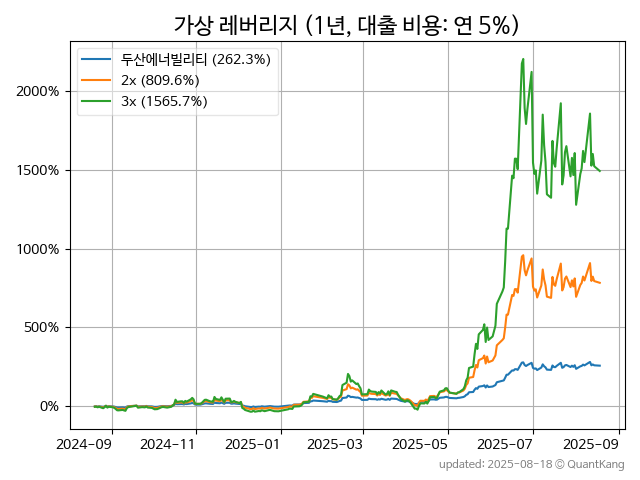 가상 레버리지 (1년, 대출 비용: 연 5%)
두산에너빌리티 (262.3%)
2x (809.6%)
3x (1565.7%)
2000%
1500%
1000%
500%
0%
2024-09 2024-11 2025-01 2025-03 2025-05 2025-07 2025-09
updated: 2025-08-18 © QuantKang